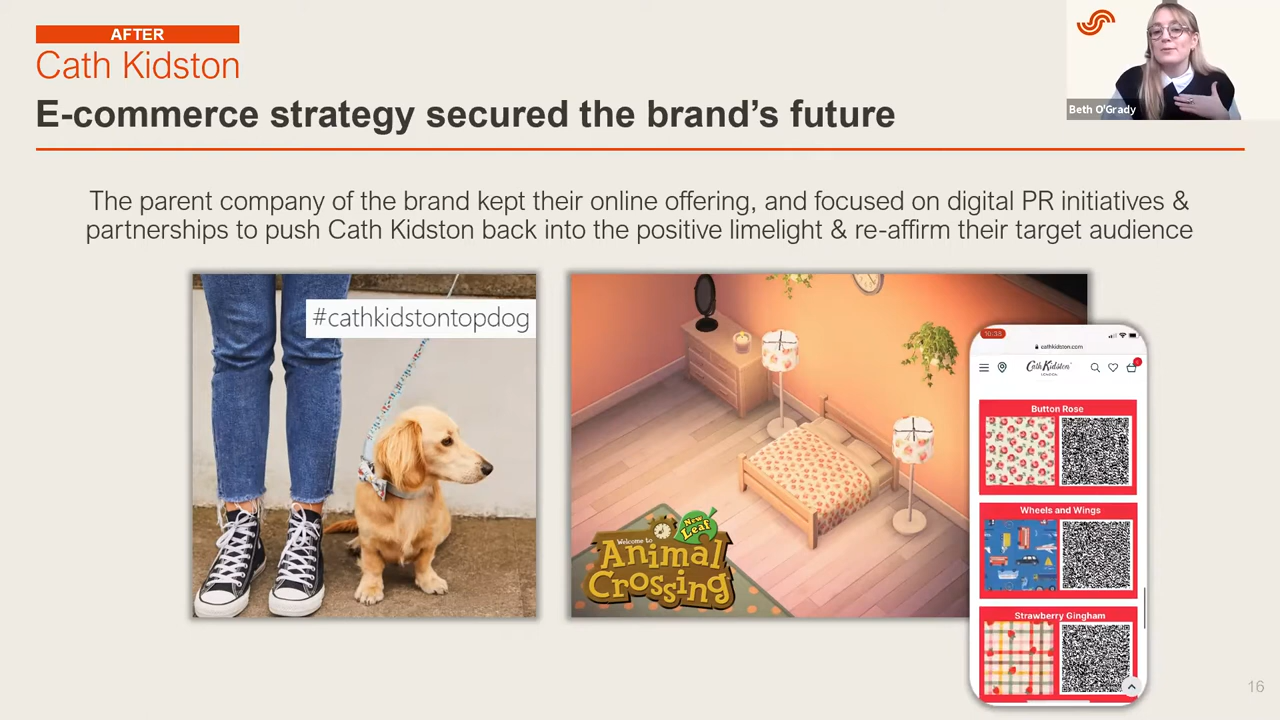 AFTER
Cath Kidston
E-commerce strategy secured the brand's future
Beth O'Grady
The parent company of the brand kept their online offering, and focused on digital PR initiatives &
partnerships to push Cath Kidston back into the positive limelight & re-affirm their target audience
#cathkidstontopdog
Welcome to
New
Leaf
Animal
Crossing
10:33
cathkidston.com
Cath Kidston
LONDON
Button Rose
Wheels and Wings
Strawberry Gingham
16